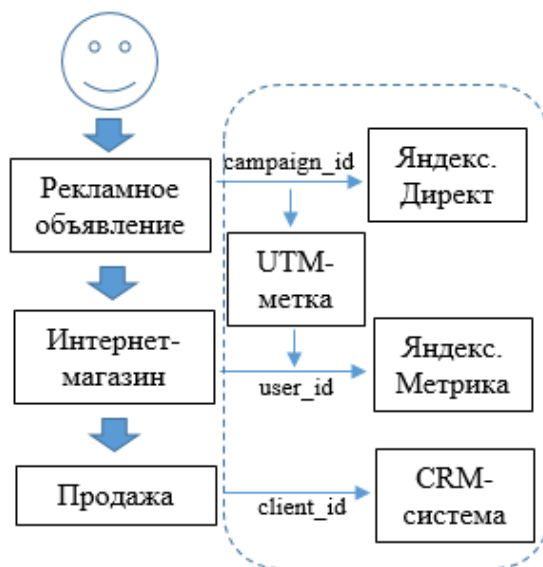 campaign_id
Рекламное
объявление
Яндекс.
Директ
UTM-
метка
Интернет-
магазин
user_id
Яндекс.
Метрика
Продажа
client_id
CRM-
система